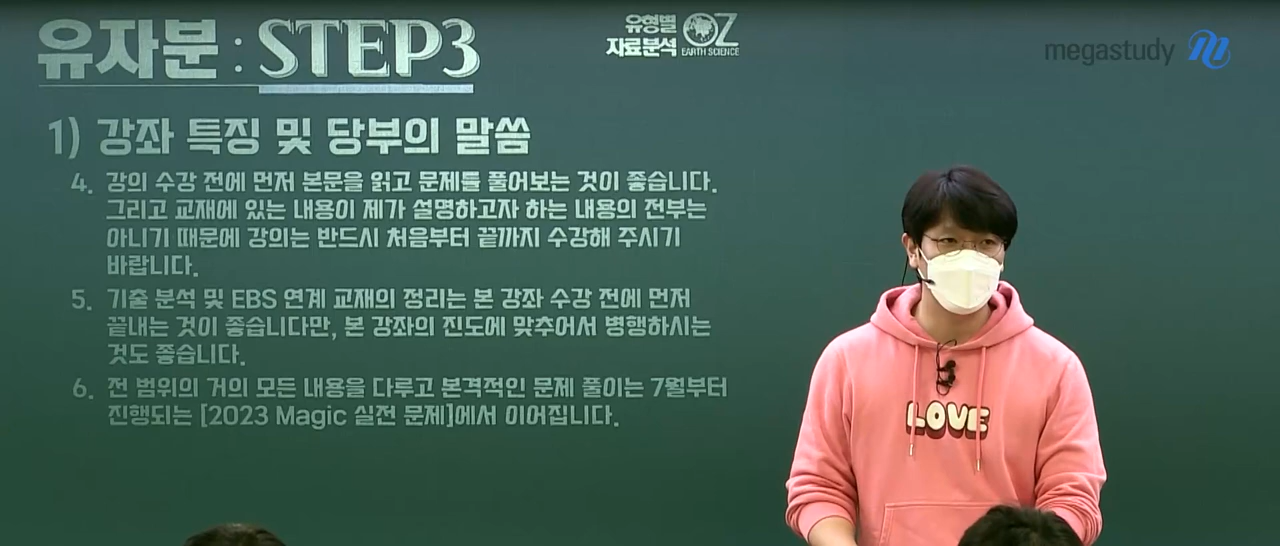 유자분 : STEP3
유형별
자료분석 OZ
EARTH SCIENCE
megastudy
1) 강좌 특징 및 당부의 말씀
4. 강의 수강 전에 먼저 본문을 읽고 문제를 풀어보는 것이 좋습니다.
그리고 교재에 있는 내용이 제가 설명하고자 하는 내용의 전부는
아니기 때문에 강의는 반드시 처음부터 끝까지 수강해 주시기
바랍니다.
5. 기출 분석 및 EBS 연계 교재의 정리는 본 강좌 수강 전에 먼저
끝내는 것이 좋습니다만, 본 강좌의 진도에 맞추어서 병행하시는
것도 좋습니다.
6. 전 범위의 거의 모든 내용을 다루고 본격적인 문제 풀이는 7월부터
진행되는 [2023 Magic 실전 문제]에서 이어집니다.
LOVE